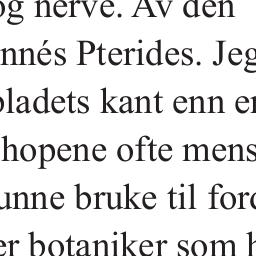 og nerve. Av den
nnés Pterides. Jeg
bladets kant enn en
hopene ofte mens
unne bruke til ford
er botaniker som h